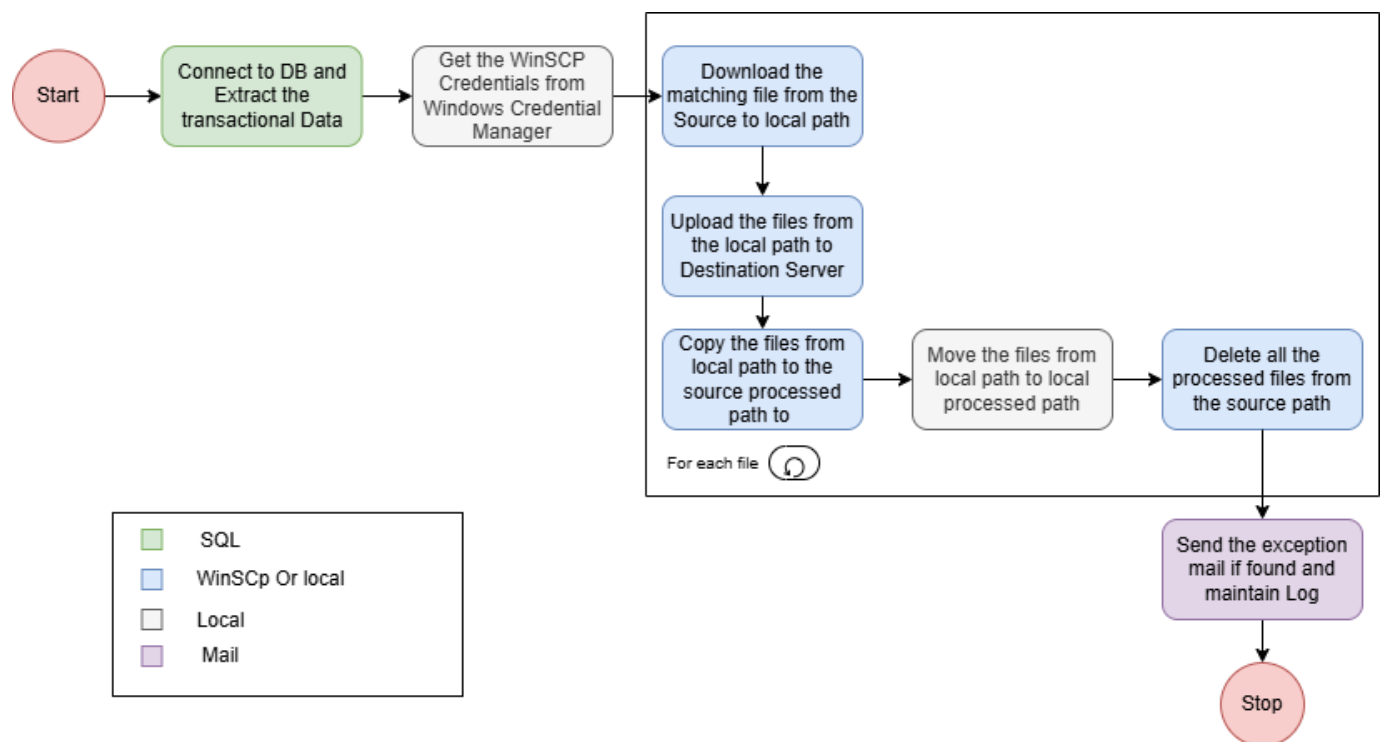 Start
Connect to DB and
Extract the
transactional Data
Get the WinSCP
Credentials from
Windows Credential
Manager
Download the
matching file from the
Source to local path
Upload the files from
the local path to
Destination Server
Copy the files from
local path to the
source processed
path to
Move the files from
local path to local
processed path
Delete all the
processed files from
the source path
For each file
Send the exception
mail if found and
maintain Log
Stop
SQL
WinSCp Or local
Local
Mail